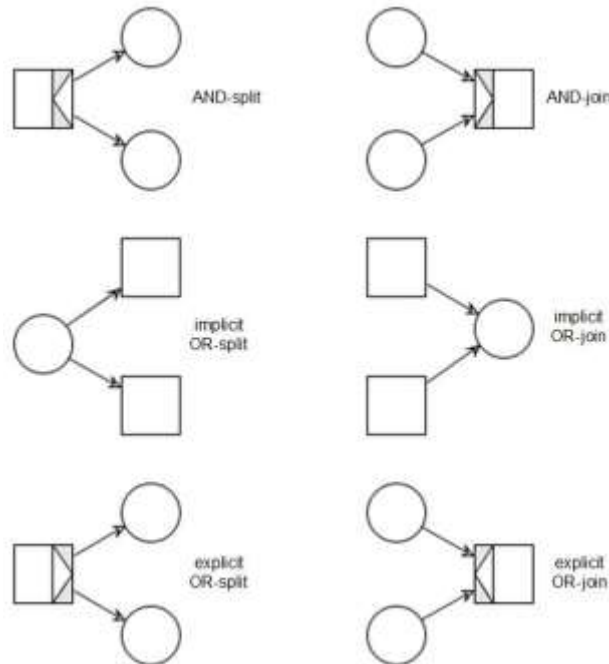 AND-split
AND-join
implicit
OR-split
implicit
OR-join
explicit
OR-split
explicit
OR-join